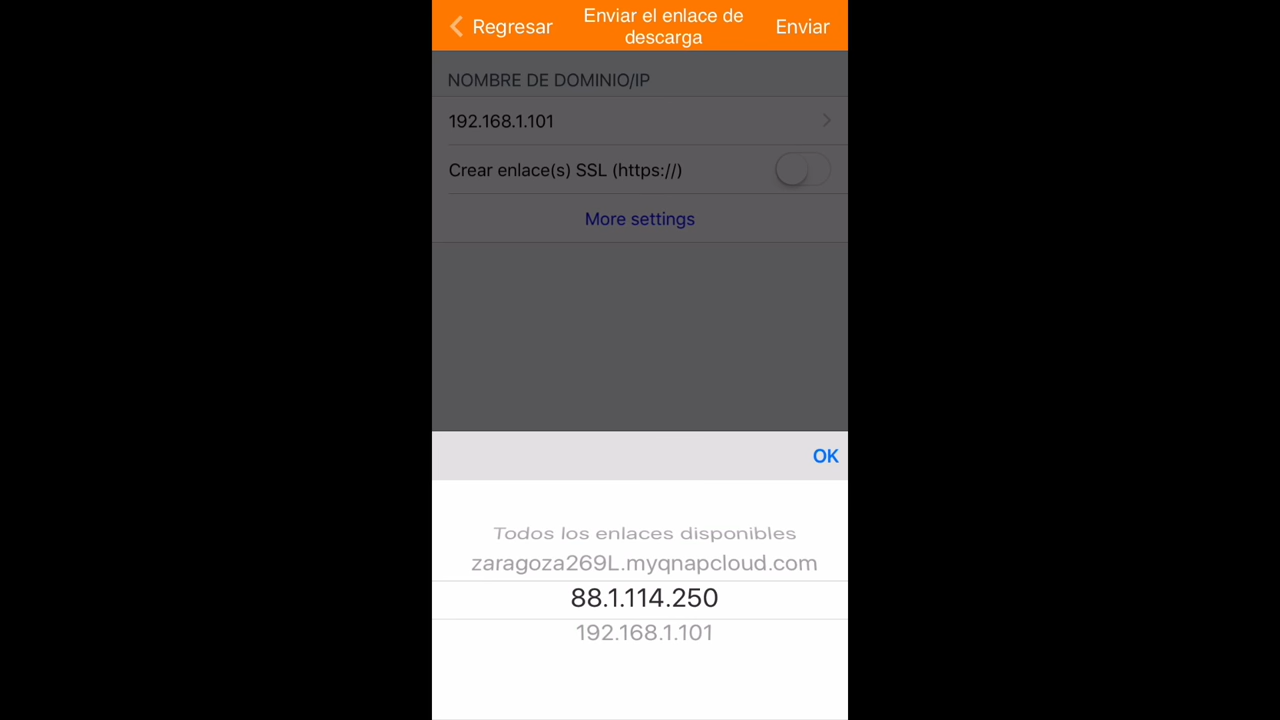 Regresar
Enviar el enlace de
descarga
Enviar
NOMBRE DE DOMINIO/IP
192.168.1.101
Crear enlace(s) SSL (https://)
More settings
OK
Todos los enlaces disponibles
zaragoza269L.myqnapcloud.com
88.1.114.250
192.168.1.101